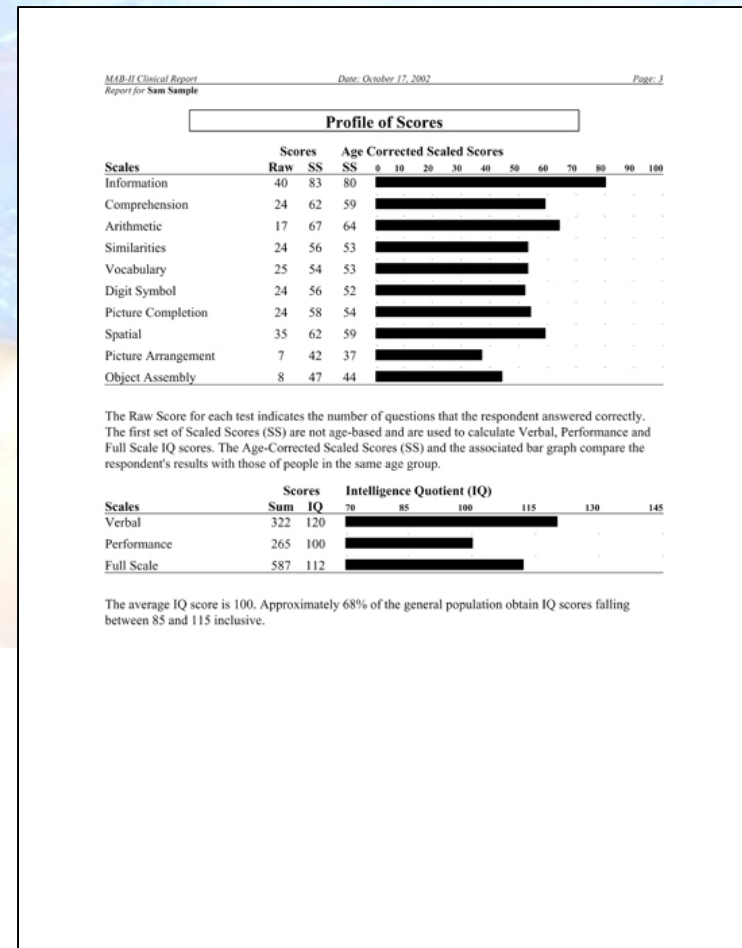 MAB-II Clinical Report Date: October 17, 2002 Page: 3
Report for Sam Sample
Profile of Scores
Scores Age Corrected Scaled Scores
Scales Raw SS SS 0 10 20 30 40 50 60 70 80 90 100
Information 40 83 80
Comprehension 24 62 59
Arithmetic 17 67 64
Similarities 24 56 53
Vocabulary 25 54 53
Digit Symbol 24 56 52
Picture Completion 24 58 54
Spatial 35 62 59
Picture Arrangement 7 42 37
Object Assembly 8 47 44
The Raw Score for each test indicates the number of questions that the respondent answered correctly.
The first set of Scaled Scores (SS) are not age-based and are used to calculate Verbal, Performance and
Full Scale IQ scores. The Age-Corrected Scaled Scores (SS) and the associated bar graph compare the
respondent's results with those of people in the same age group.
Scores Intelligence Quotient (IQ)
Scales Sum IQ 70 85 100 115 130 145
Verbal 322 120
Performance 265 100
Full Scale 587 112
The average IQ score is 100. Approximately 68% of the general population obtain IQ scores falling
between 85 and 115 inclusive.